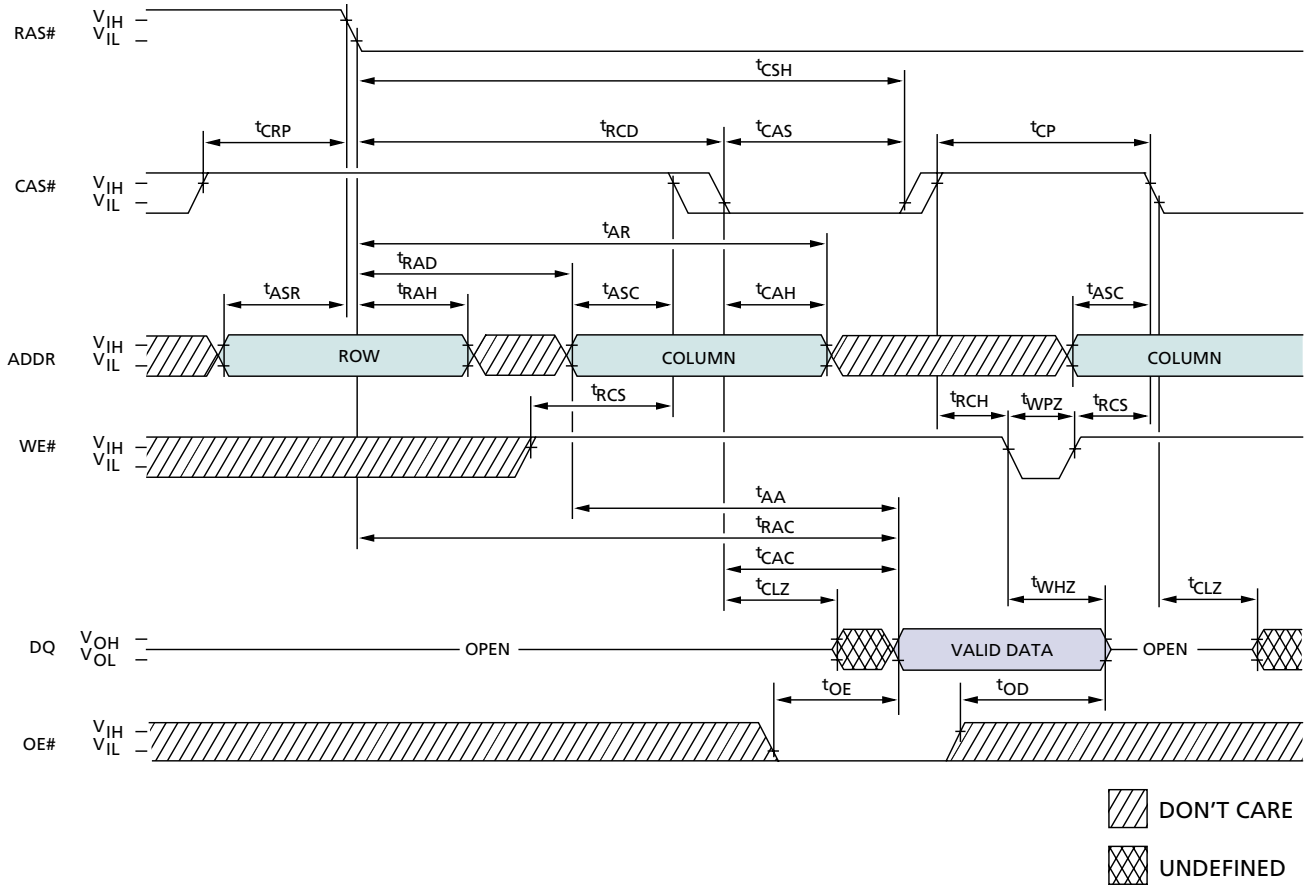 RAS# VIH
VIL
tCSH
tCRP tRCD tCAS tCP
CAS# VIH
VIL
tAR
tRAD
tASR tRAH tASC tCAH tASC
ADDR VIH
VIL
ROW COLUMN COLUMN
tRCS tRCH tWPZ tRCS
WE# VIH
VIL
tAA
tRAC
tCAC
tCLZ tWHZ tCLZ
DQ VOH
VOL
OPEN VALID DATA OPEN
tOE tOD
OE# VIH
VIL
DON'T CARE
UNDEFINED